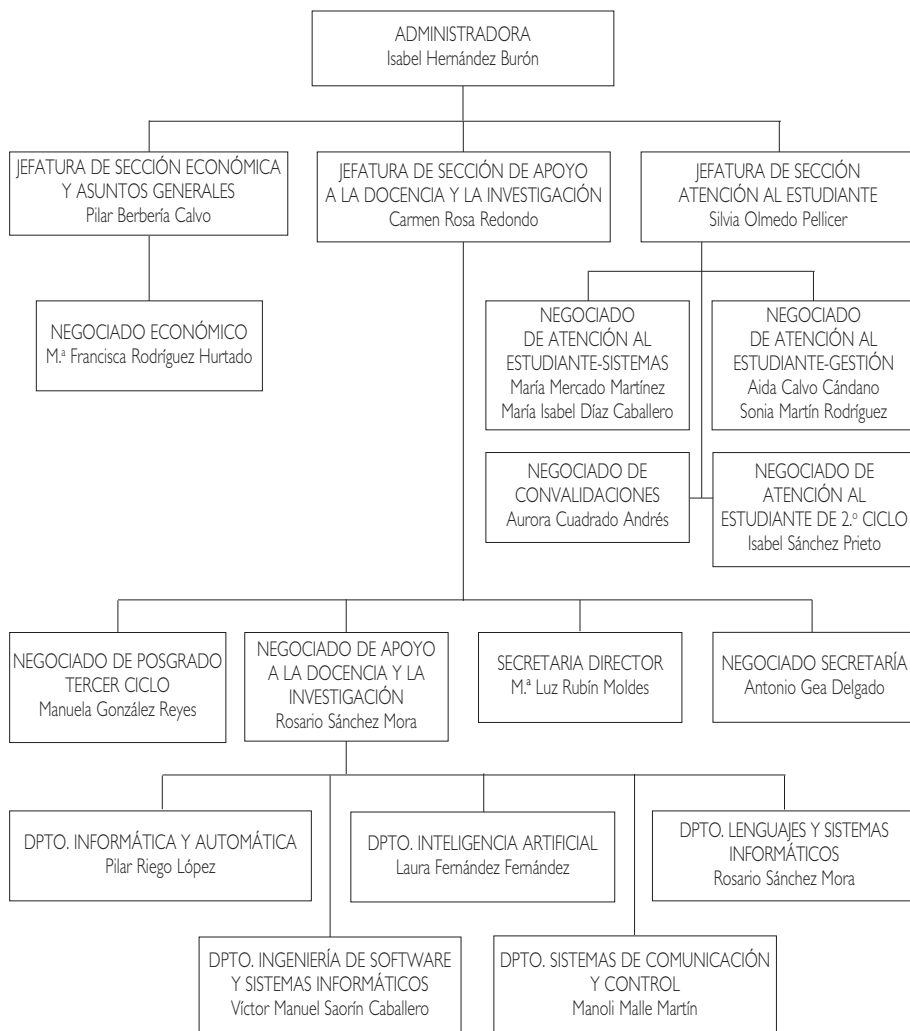 ADMINISTRADORA
Isabel Hernández Burón
JEFATURA DE SECCIÓN ECONÓMICA
Y ASUNTOS GENERALES
Pilar Berbería Calvo
JEFATURA DE SECCIÓN DE APOYO
A LA DOCENCIA Y LA INVESTIGACIÓN
Carmen Rosa Redondo
JEFATURA DE SECCIÓN
ATENCIÓN AL ESTUDIANTE
Silvia Olmedo Pellicer
NEGOCIADO ECONÓMICO
M.ª Francisca Rodríguez Hurtado
NEGOCIADO
DE ATENCIÓN AL
ESTUDIANTE-SISTEMAS
María Mercado Martínez
María Isabel Díaz Caballero
NEGOCIADO
DE ATENCIÓN AL
ESTUDIANTE-GESTIÓN
Aida Calvo Cándano
Sonia Martín Rodríguez
NEGOCIADO DE
CONVALIDACIONES
Aurora Cuadrado Andrés
NEGOCIADO DE
ATENCIÓN AL
ESTUDIANTE DE 2.º CICLO
Isabel Sánchez Prieto
NEGOCIADO DE POSGRADO
TERCER CICLO
Manuela González Reyes
NEGOCIADO DE APOYO
A LA DOCENCIA Y LA
INVESTIGACIÓN
Rosario Sánchez Mora
SECRETARIA DIRECTOR
M.ª Luz Rubín Moldes
NEGOCIADO SECRETARÍA
Antonio Gea Delgado
DPTO. INFORMÁTICA Y AUTOMÁTICA
Pilar Riego López
DPTO. INTELIGENCIA ARTIFICIAL
Laura Fernández Fernández
DPTO. LENGUAJES Y SISTEMAS
INFORMÁTICOS
Rosario Sánchez Mora
DPTO. INGENIERÍA DE SOFTWARE
Y SISTEMAS INFORMÁTICOS
Víctor Manuel Saorín Caballero
DPTO. SISTEMAS DE COMUNICACIÓN
Y CONTROL
Manoli Malle Martín